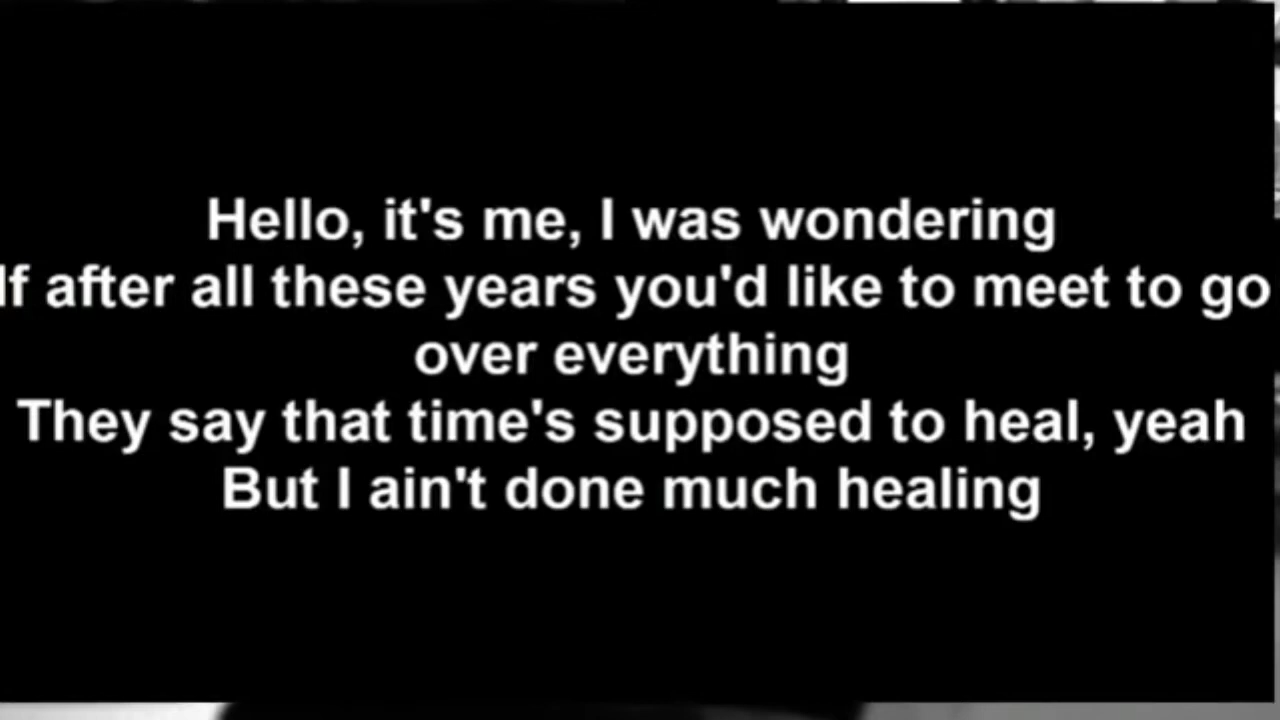 Hello, it's me, I was wondering
If after all these years you'd like to meet to go
over everything
They say that time's supposed to heal, yeah
But I ain't done much healing